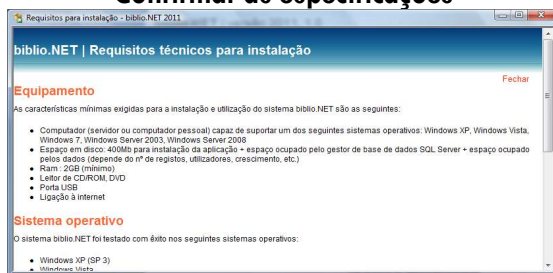 Confirmar as especificações
Requisitos para instalação - biblio.NET 2011
biblio.NET | Requisitos técnicos para instalação
Fechar
Equipamento
As características mínimas exigidas para a instalação e utilização do sistema biblio.NET são as seguintes:
Computador (servidor ou computador pessoal) capaz de suportar um dos seguintes sistemas operativos: Windows XP, Windows Vista,
Windows 7, Windows Server 2003, Windows Server 2008
Espaço em disco: 400Mb para instalação da aplicação + espaço ocupado pelo gestor de base de dados SQL Server + espaço ocupado
pelos dados (depende do nº de registos, utilizadores, crescimento, etc.)
Ram : 2GB (mínimo)
Leitor de CD/ROM, DVD
Porta USB
Ligação à internet
Sistema operativo
O sistema biblio.NET foi testado com êxito nos seguintes sistemas operativos:
Windows XP (SP 3)
Windows Vista